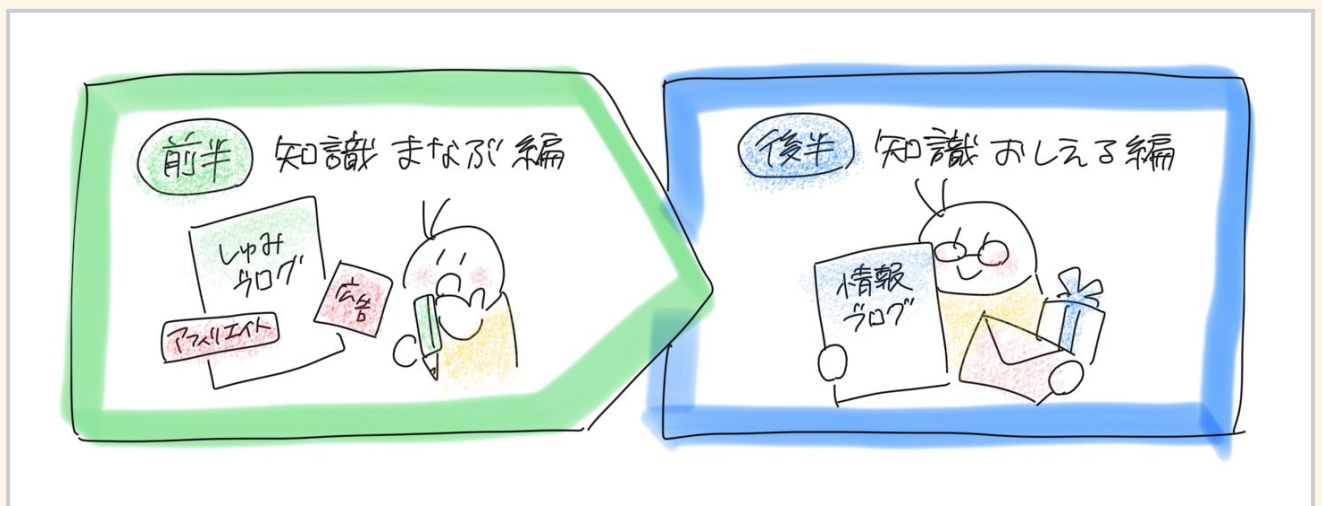 前半 知識 まなぶ編
しゅみ
ブログ
広告
アフィリエイト
後半 知識 おしえる編
情報
ブログ